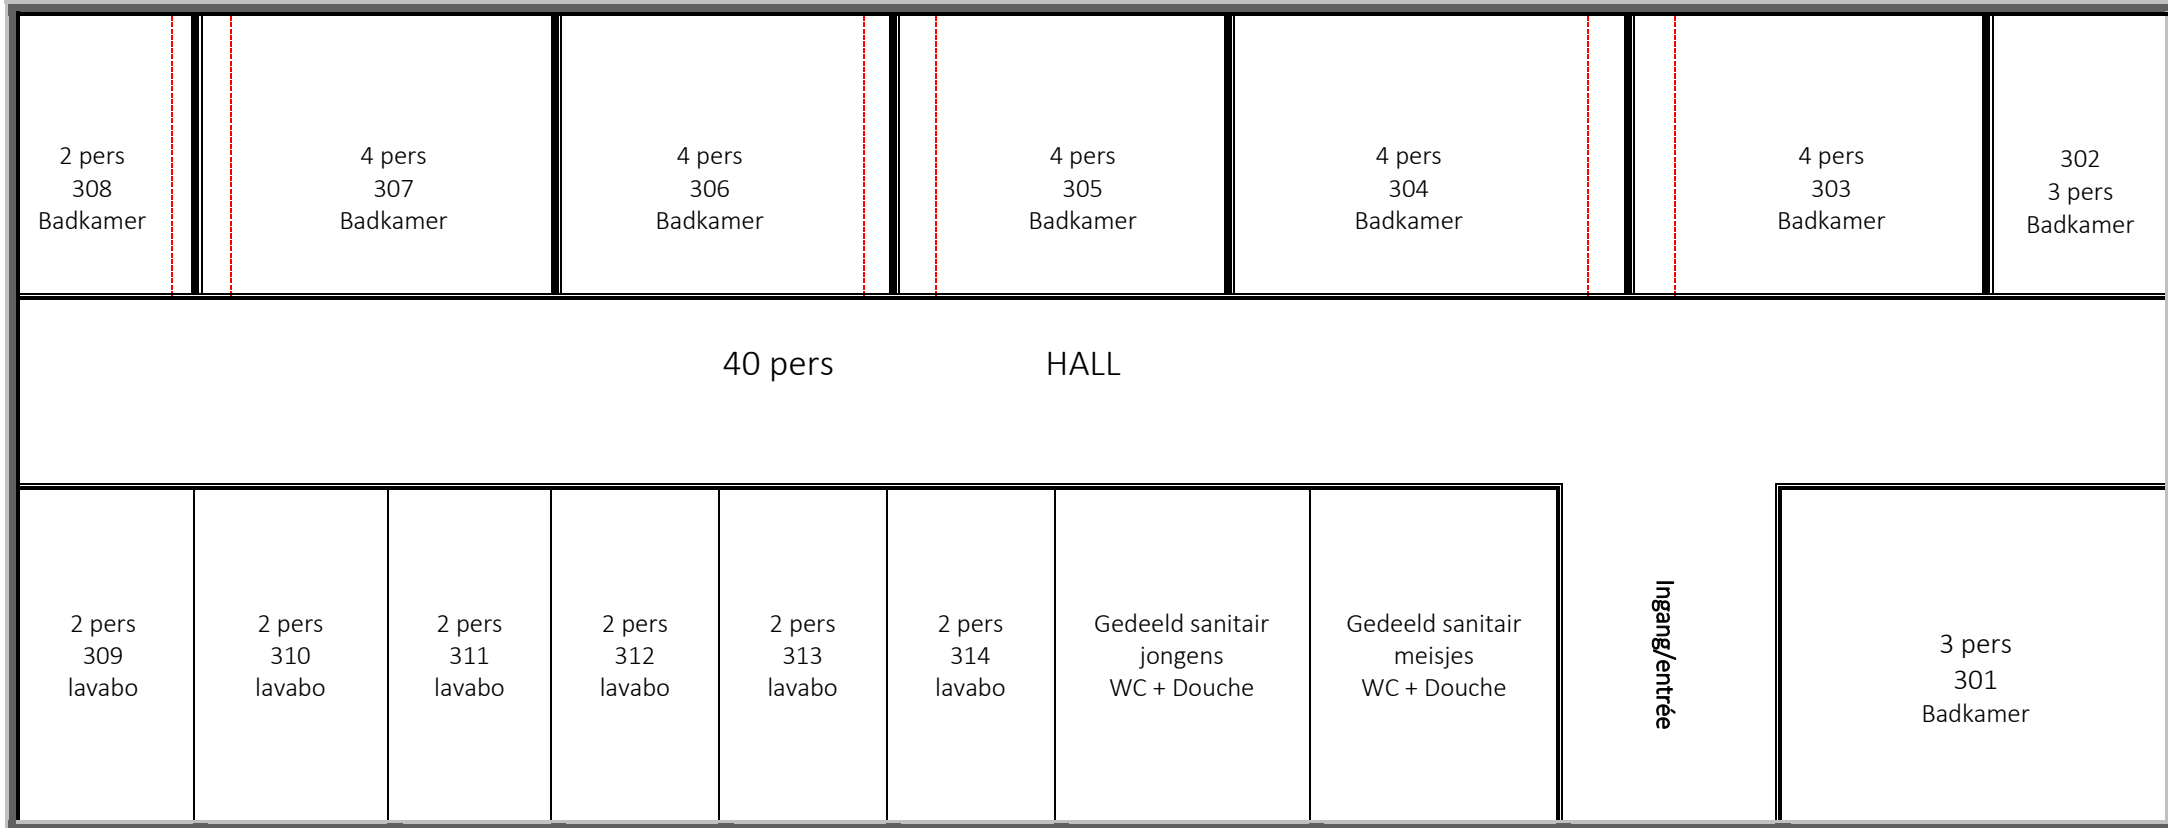 2 pers
308
Badkamer
4 pers
307
Badkamer
4 pers
306
Badkamer
4 pers
305
Badkamer
4 pers
304
Badkamer
4 pers
303
Badkamer
302
3 pers
Badkamer
40 pers
HALL
2 pers
309
lavabo
2 pers
310
lavabo
2 pers
311
lavabo
2 pers
312
lavabo
2 pers
313
lavabo
2 pers
314
lavabo
Gedeeld sanitair
jongens
WC + Douche
Gedeeld sanitair
meisjes
WC + Douche
Ingang/entrée
3 pers
301
Badkamer